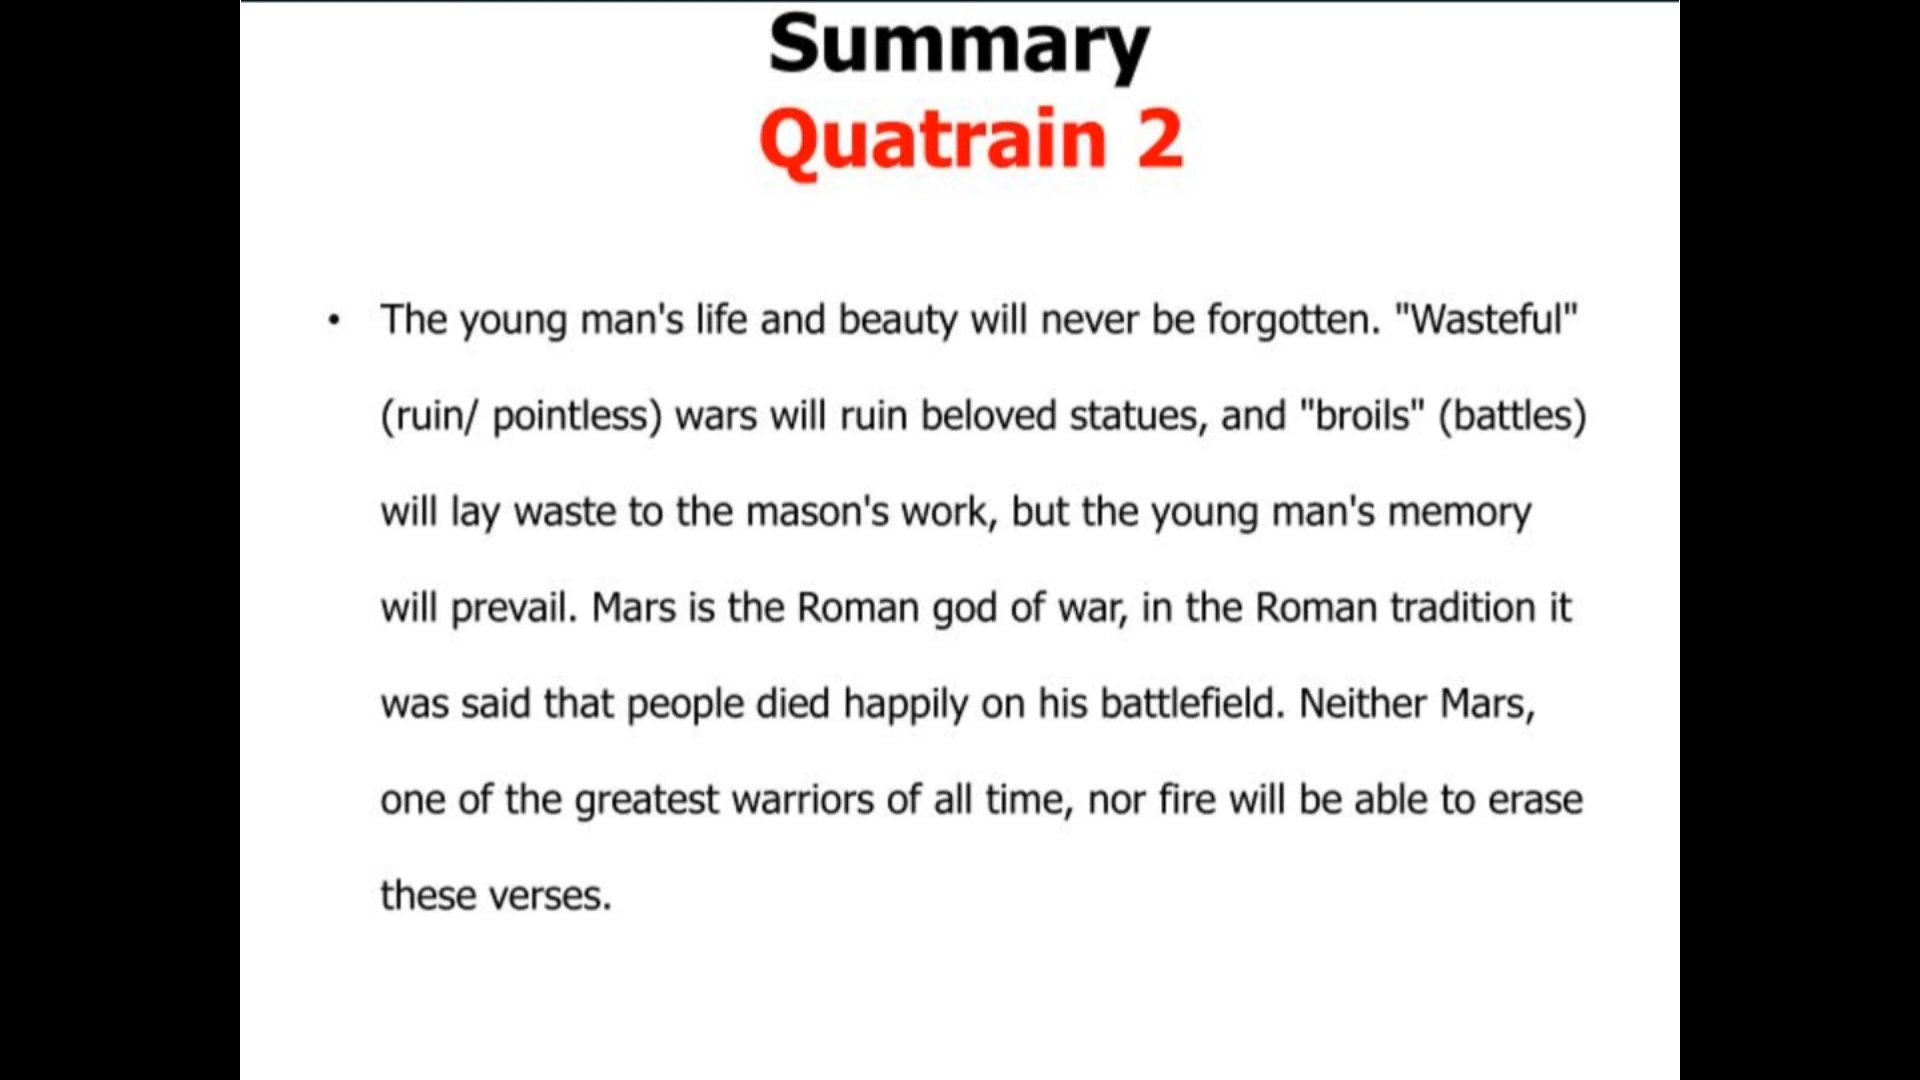 Summary
Quatrain 2
• The young man's life and beauty will never be forgotten. "Wasteful"
(ruin/ pointless) wars will ruin beloved statues, and "broils" (battles)
will lay waste to the mason's work, but the young man's memory
will prevail. Mars is the Roman god of war, in the Roman tradition it
was said that people died happily on his battlefield. Neither Mars,
one of the greatest warriors of all time, nor fire will be able to erase
these verses.